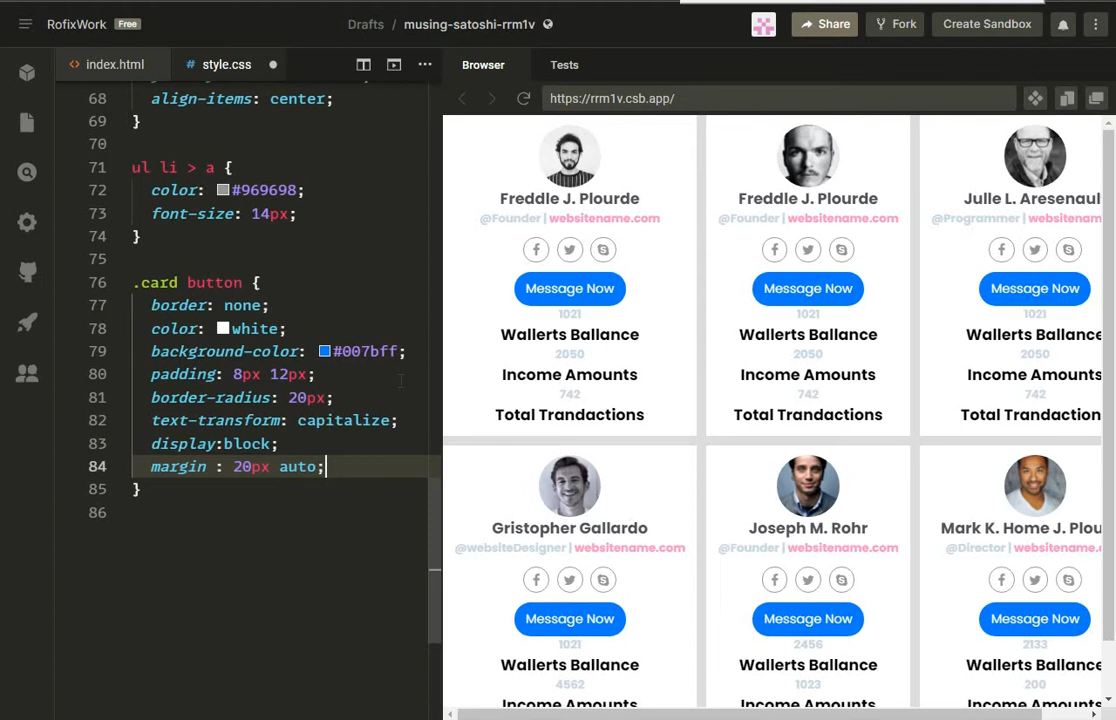 RofixWork Free
Drafts / musing-satoshi-rrm1v
Share
Fork
Create Sandbox
index.html
style.css
Browser
Tests
https://rrm1v.csb.app/
68 align-items: center;
69 }
70
71 ul li > a {
72 color: #969698;
73 font-size: 14px;
74 }
75
76 .card button {
77 border: none;
78 color: white;
79 background-color: #007bff;
80 padding: 8px 12px;
81 border-radius: 20px;
82 text-transform: capitalize;
83 display:block;
84 margin : 20px auto;
85 }
86
Freddle J. Plourde
@Founder | websitename.com
Message Now
1021
Wallerts Ballance
2050
Income Amounts
742
Total Trandactions
Freddle J. Plourde
@Founder | websitename.com
Message Now
1021
Wallerts Ballance
2050
Income Amounts
742
Total Trandactions
Julle L. Aresenaul
@Programmer | websitenam
Message Now
1021
Wallerts Ballance
2050
Income Amounts
742
Total Trandaction
Gristopher Gallardo
@websiteDesigner | websitename.com
Message Now
1021
Wallerts Ballance
4562
Joseph M. Rohr
@Founder | websitename.com
Message Now
2456
Wallerts Ballance
1023
Mark K. Home J. Plou
@Director | websitename.c
Message Now
2133
Wallerts Ballance
200